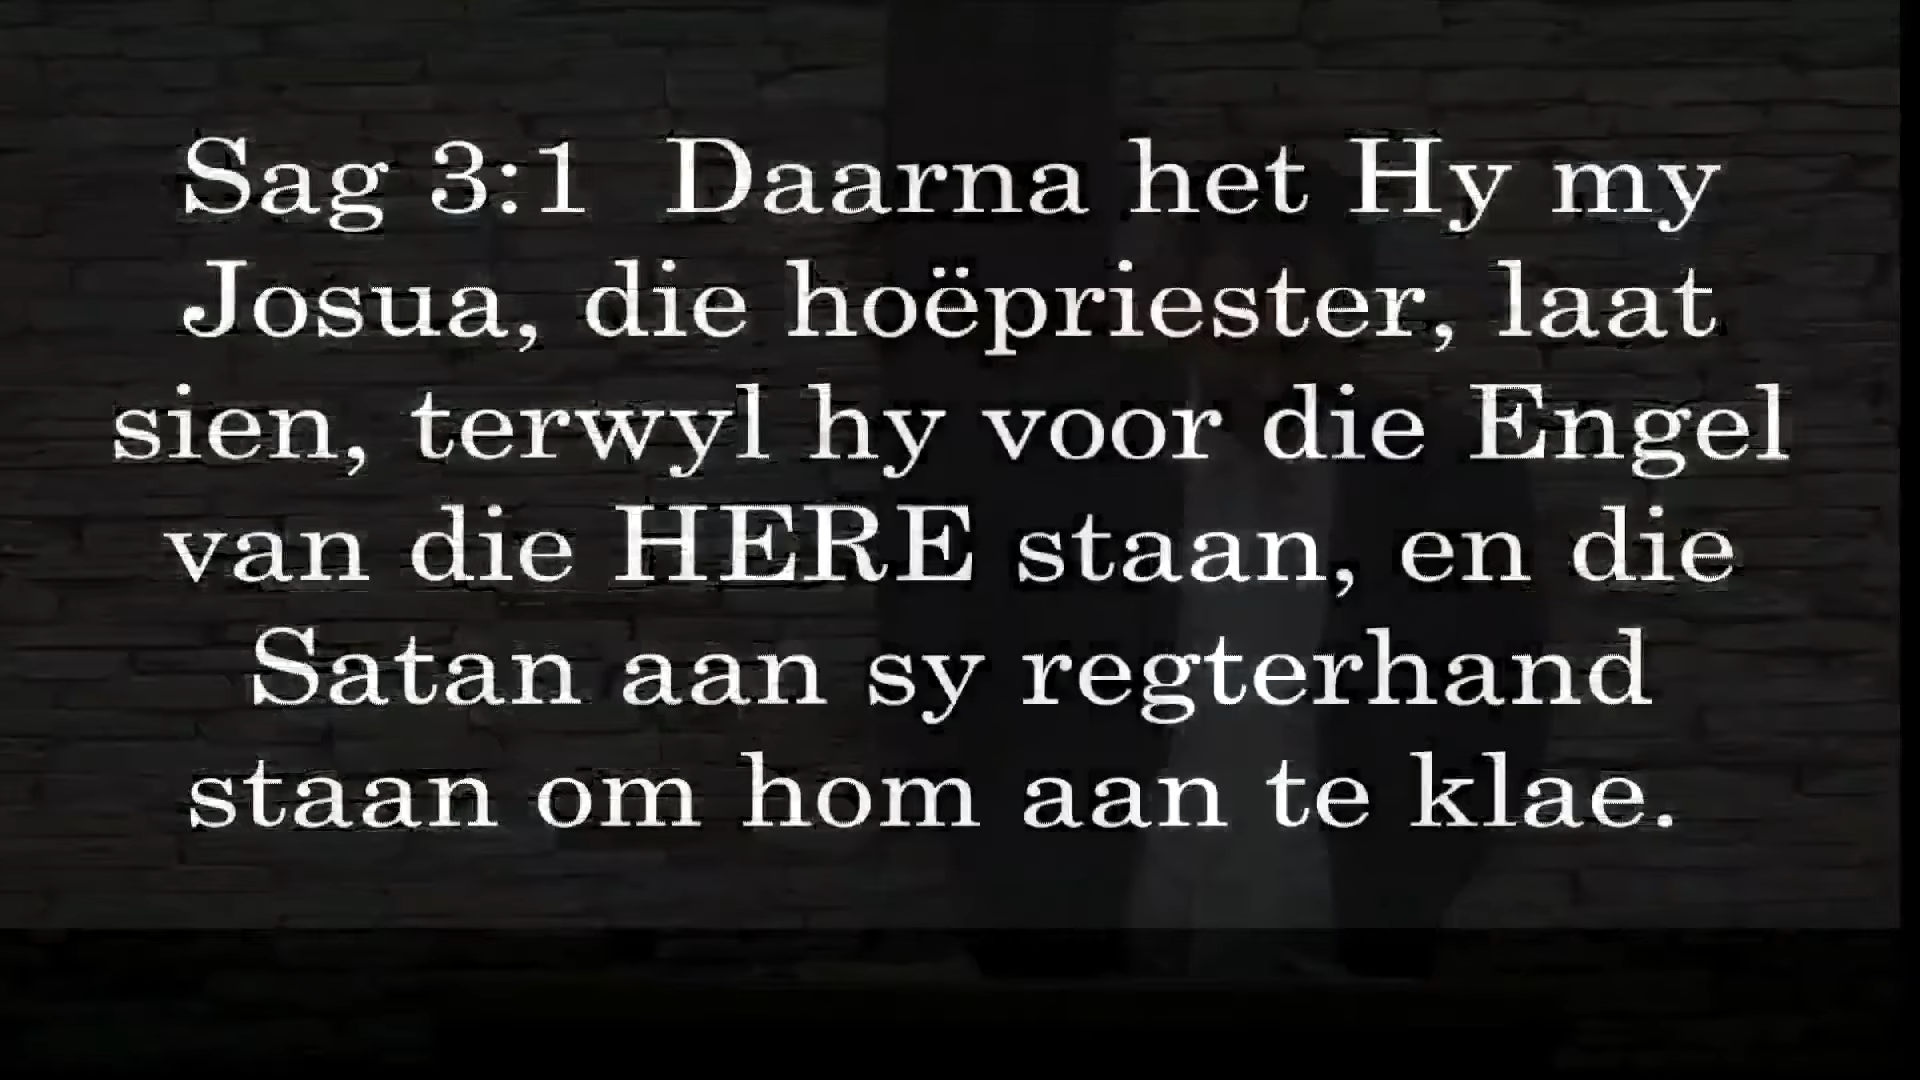 Sag 3:1  Daarna het Hy my
Josua, die hoëpriester, laat
sien, terwyl hy voor die Engel
van die HERE staan, en die
Satan aan sy regterhand
staan om hom aan te klae.